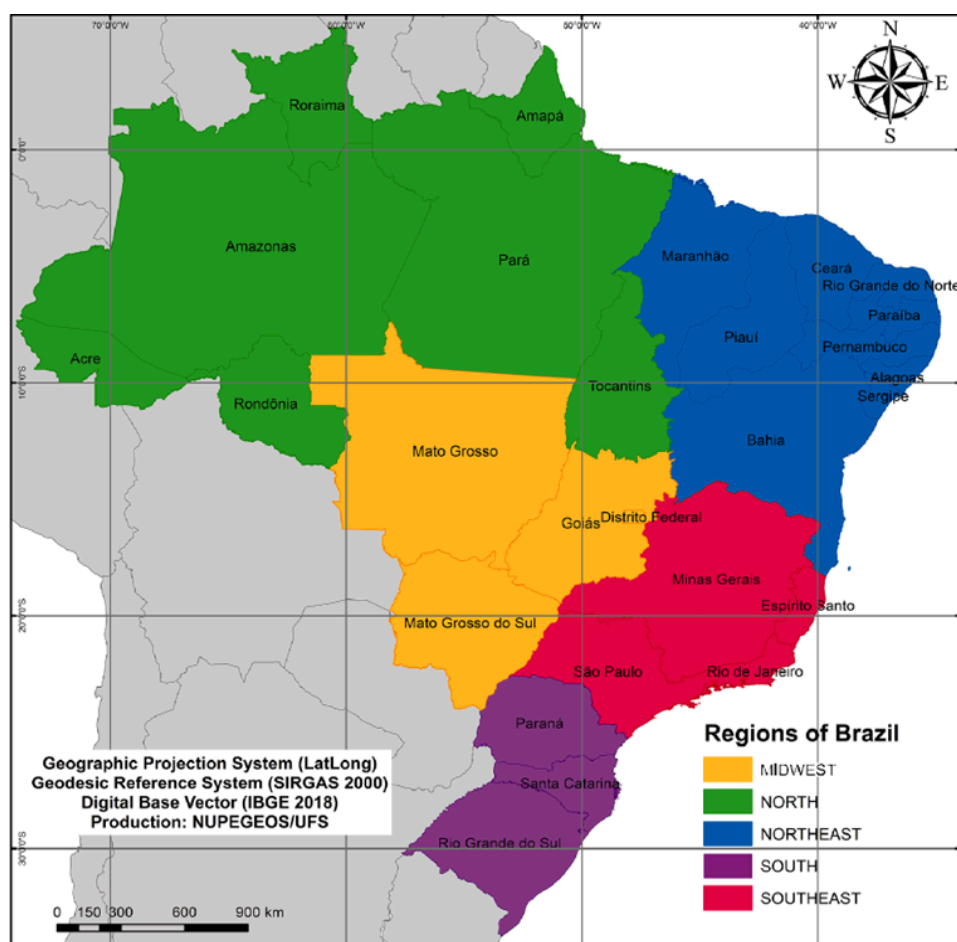 70°0'0"W
60°0'0"W
50°0'0"W
40°0'0"W
N
W
E
S
Roraima
Amapá
0°0'0"
Amazonas
Pará
Maranhão
Ceará
Rio Grande do Norte
Paraíba
Piauí
Pernambuco
Acre
Alagoas
10°0'0"S
Tocantins
Sergipe
Rondônia
Bahia
Mato Grosso
Goiás
Distrito Federal
Minas Gerais
Espírito Santo
20°0'0"S
Mato Grosso do Sul
São Paulo
Rio de Janeiro
Paraná
Santa Catarina
Rio Grande do Sul
30°0'0"S
Regions of Brazil
MIDWEST
NORTH
NORTHEAST
SOUTH
SOUTHEAST
Geographic Projection System (LatLong)
Geodesic Reference System (SIRGAS 2000)
Digital Base Vector (IBGE 2018)
Production: NUPEGEOS/UFS
0 150 300 600 900 km